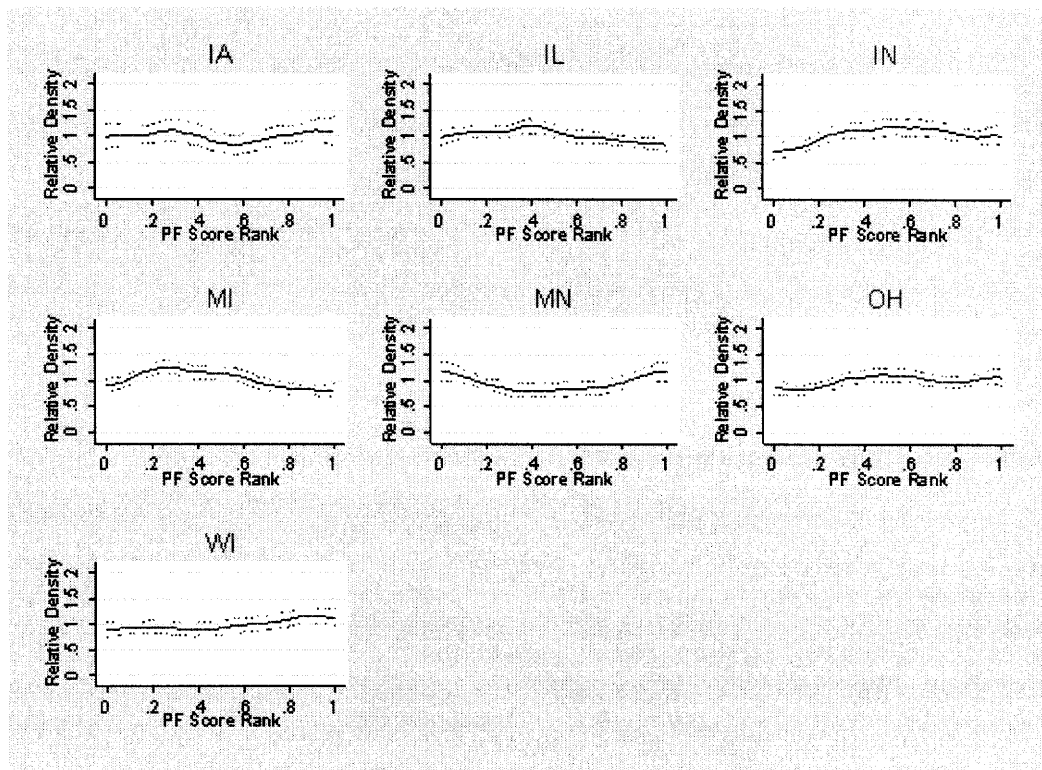 IA
IL
IN
Relative Density
0 .5 1 1.5 2
0 .2 .4 .6 .8 1
PF Score Rank
Relative Density
0 .5 1 1.5 2
0 .2 .4 .6 .8 1
PF Score Rank
Relative Density
0 .5 1 1.5 2
0 .2 .4 .6 .8 1
PF Score Rank
MI
MN
OH
Relative Density
0 .5 1 1.5 2
0 .2 .4 .6 .8 1
PF Score Rank
Relative Density
0 .5 1 1.5 2
0 .2 .4 .6 .8 1
PF Score Rank
Relative Density
0 .5 1 1.5 2
0 .2 .4 .6 .8 1
PF Score Rank
WI
Relative Density
0 .5 1 1.5 2
0 .2 .4 .6 .8 1
PF Score Rank